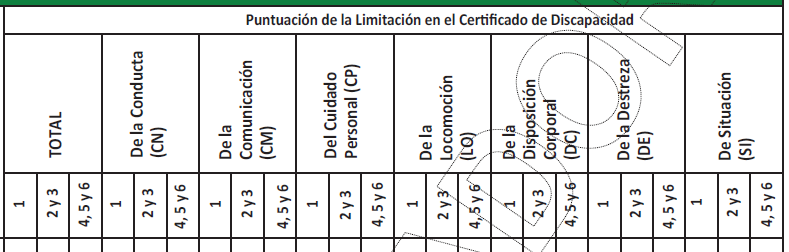 Puntuación de la Limitación en el Certificado de Discapacidad
TOTAL
De la Conducta
(CN)
De la
Comunicación
(CM)
Del Cuidado
Personal (CP)
De la
Locomoción
(LO)
De la
Disposición
Corporal
(DC)
De la Destreza
(DE)
De Situación
(SI)
1
2 y 3
4, 5 y 6
1
2 y 3
4, 5 y 6
1
2 y 3
4, 5 y 6
1
2 y 3
4, 5 y 6
1
2 y 3
4, 5 y 6
1
2 y 3
4, 5 y 6
1
2 y 3
4, 5 y 6
1
2 y 3
4, 5 y 6